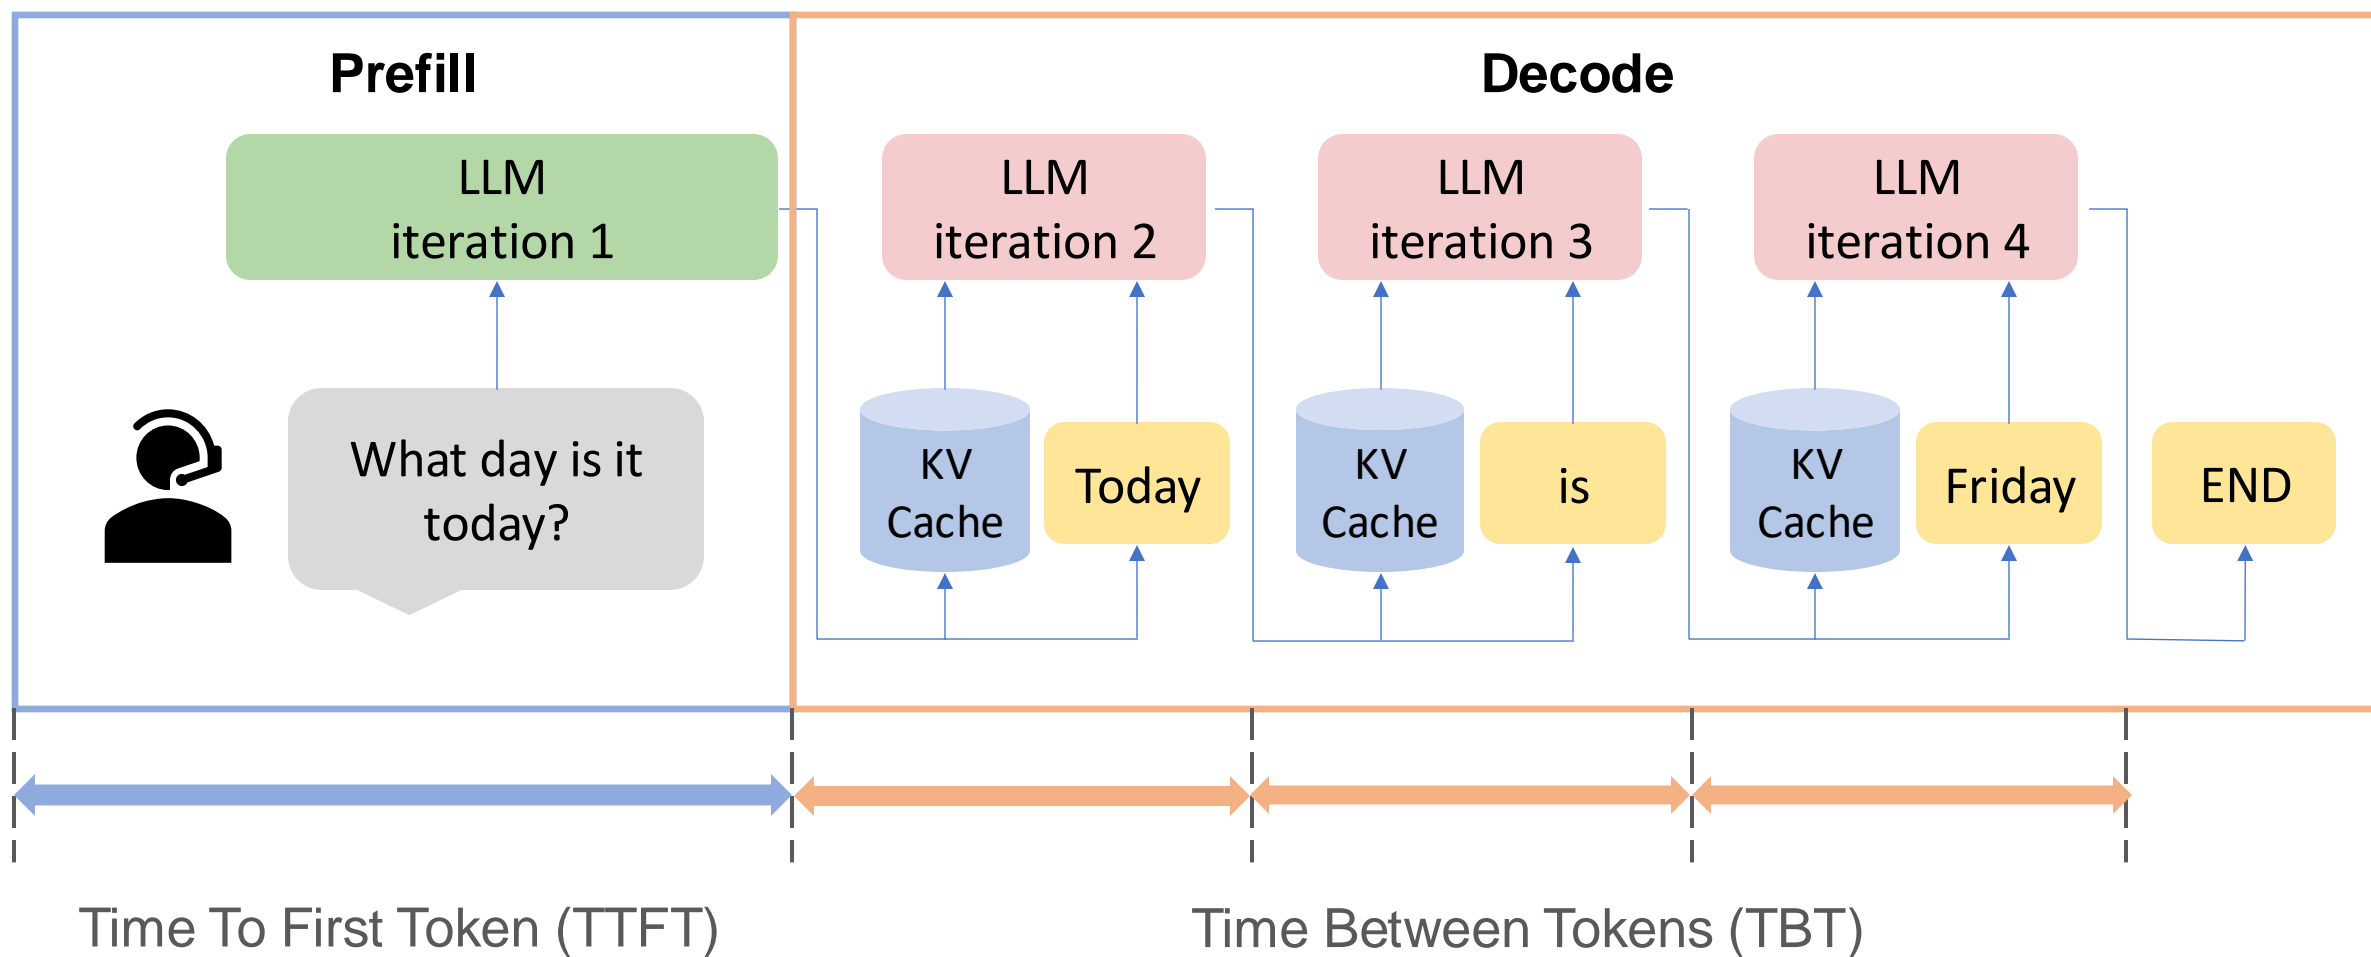 Prefill
Decode
LLM
iteration 1
LLM
iteration 2
LLM
iteration 3
LLM
iteration 4
What day is it
today?
KV
Cache
Today
KV
Cache
is
KV
Cache
Friday
END
Time To First Token (TTFT)
Time Between Tokens (TBT)